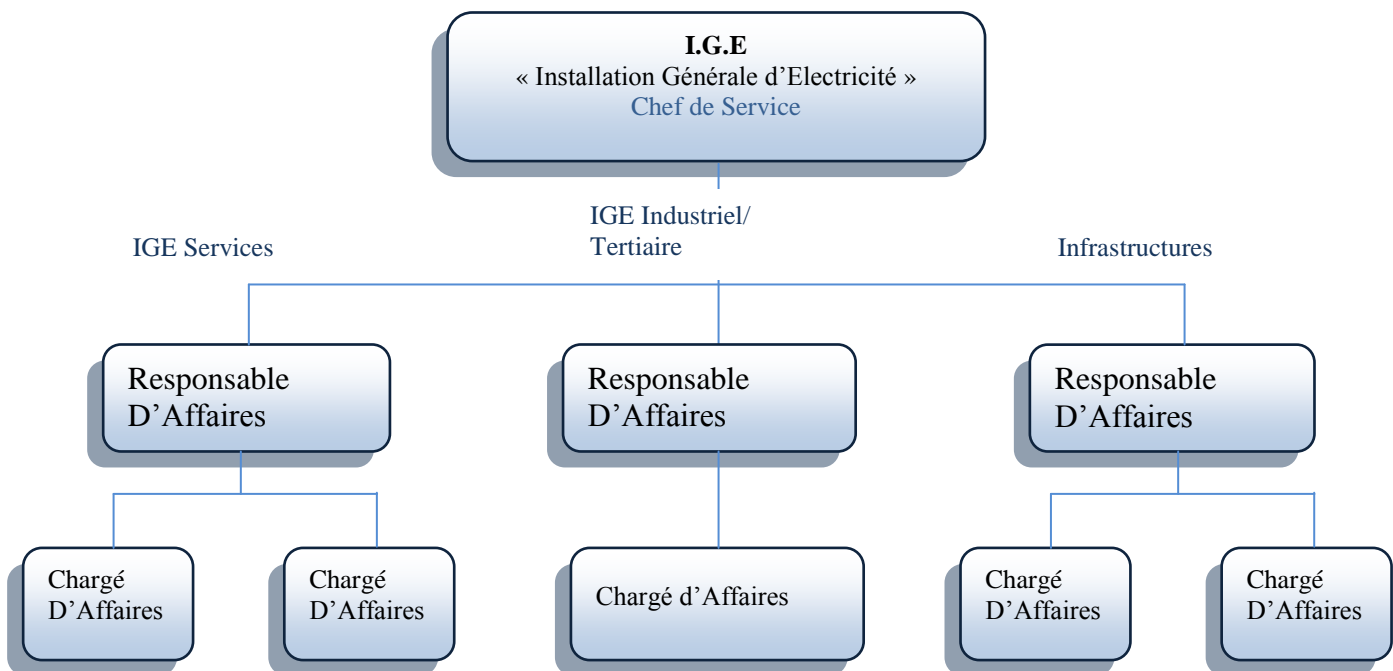 I.G.E
« Installation Générale d’Electricité »
Chef de Service
IGE Services
IGE Industriel/
Tertiaire
Infrastructures
Responsable
D’Affaires
Responsable
D’Affaires
Responsable
D’Affaires
Chargé
D’Affaires
Chargé
D’Affaires
Chargé d’Affaires
Chargé
D’Affaires
Chargé
D’Affaires